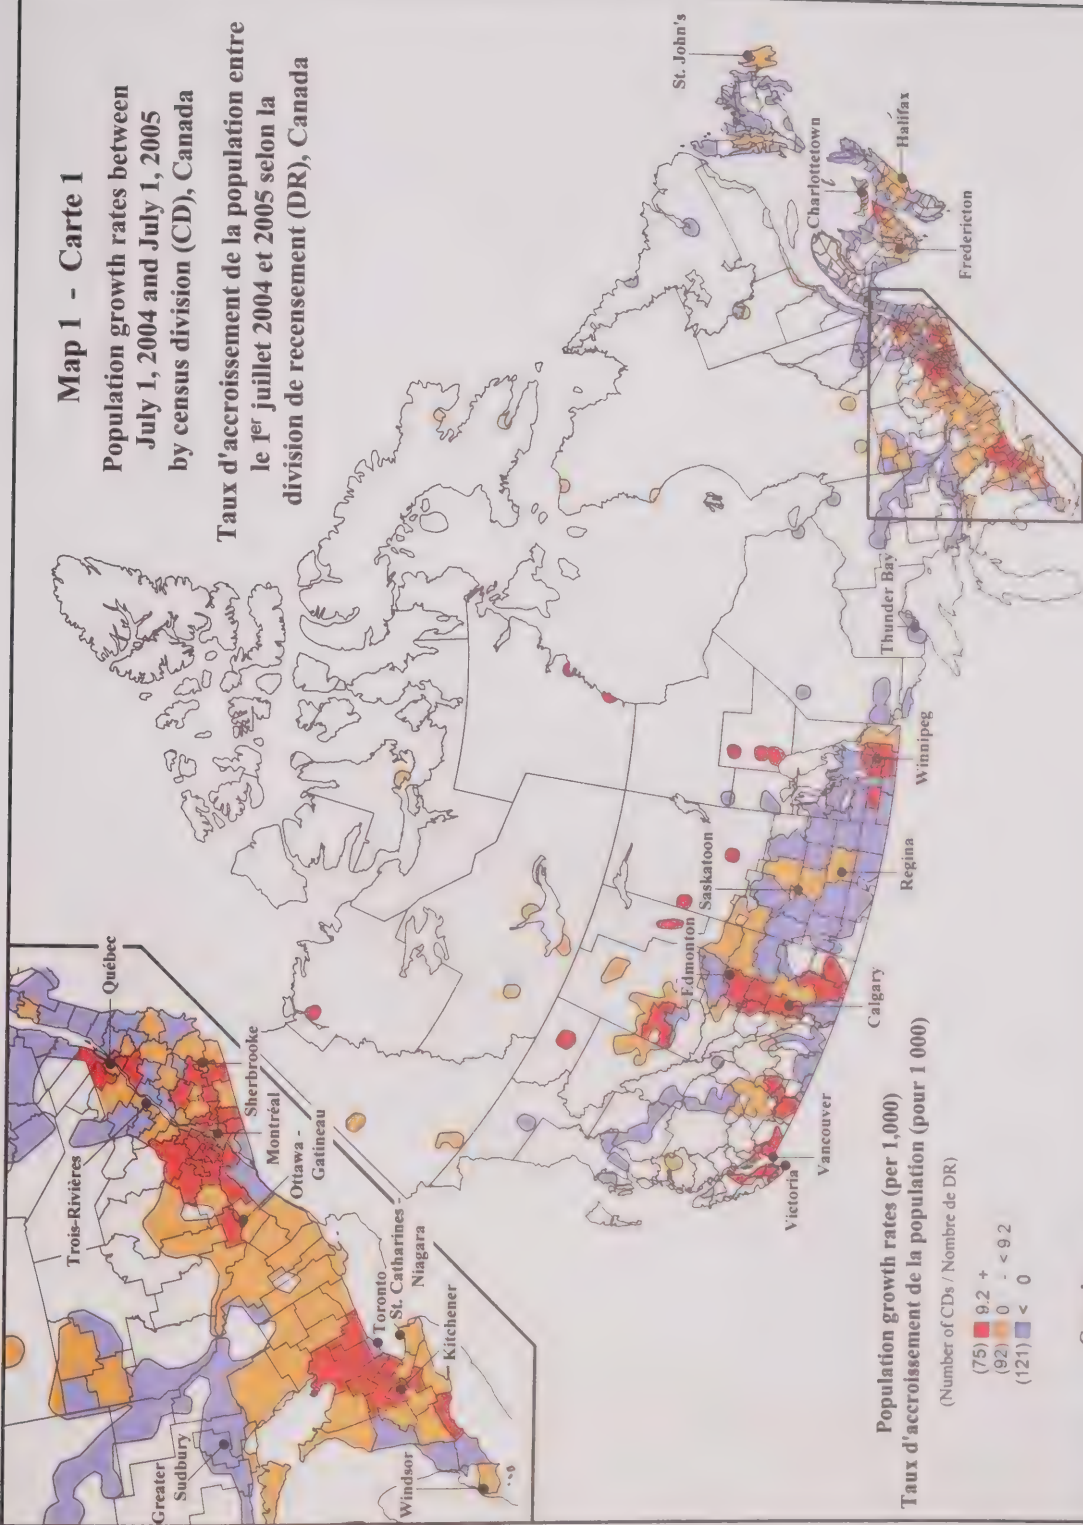 Map 1 - Carte 1
Population growth rates between
July 1, 2004 and July 1, 2005
by census division (CD), Canada
Taux d'accroissement de la population entre
le 1er juillet 2004 et 2005 selon la
division de recensement (DR), Canada
Québec
Trois-Rivières
Sherbrooke
Montréal
Ottawa -
Gatineau
Greater
Sudbury
Toronto
St. Catharines -
Niagara
Kitchener
Windsor
St. John's
Charlottetown
Halifax
Fredericton
Thunder Bay
Winnipeg
Saskatoon
Regina
Edmonton
Calgary
Vancouver
Victoria
Population growth rates (per 1,000)
Taux d'accroissement de la population (pour 1 000)
(Number of CDs / Nombre de DR)
(75) 9.2 +
(92) 0 - < 9.2
(121) < 0